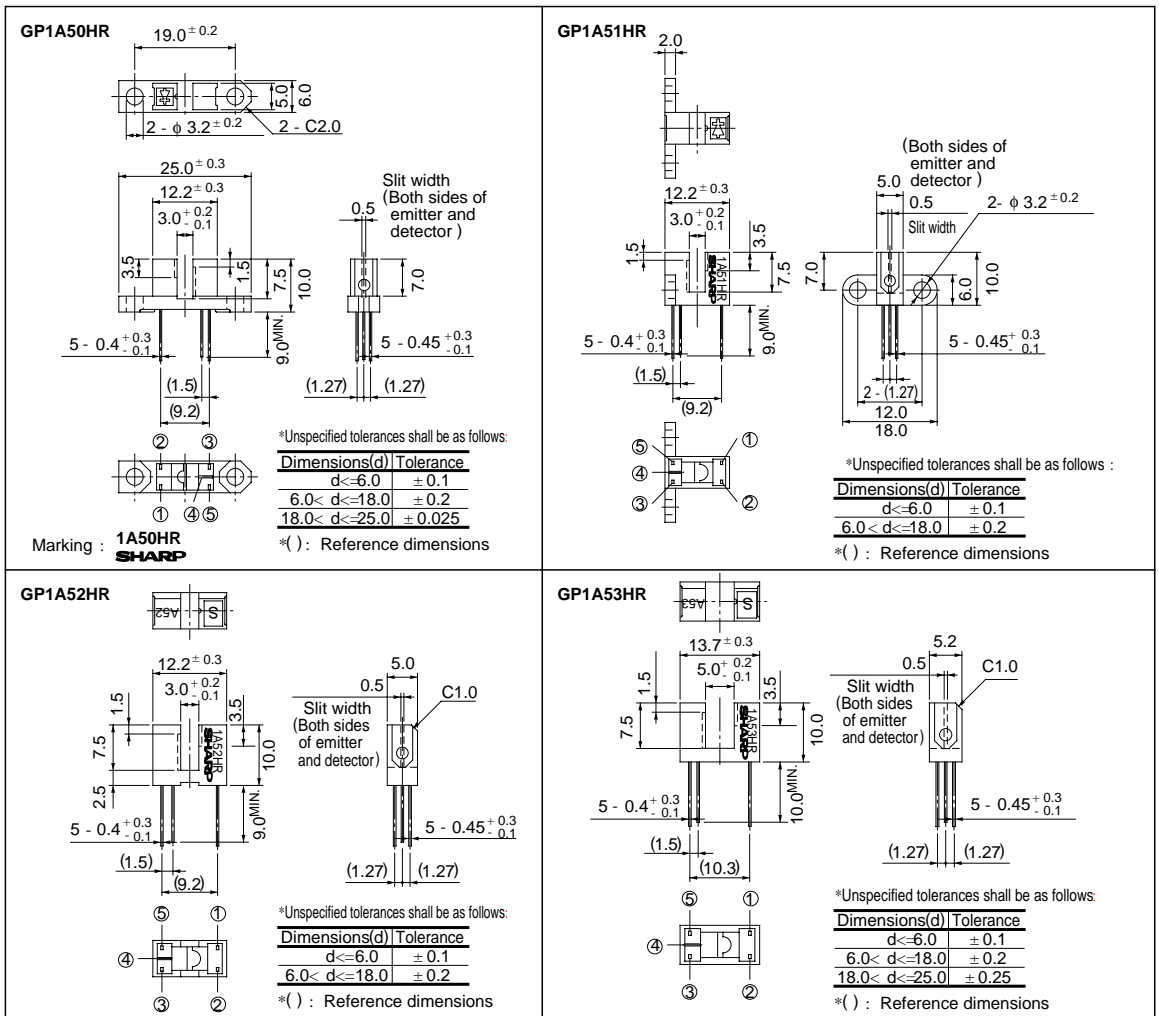 GP1A50HR
19.0 ± 0.2
5.0
6.0
2 - ϕ 3.2 ± 0.2
2 - C2.0
25.0 ± 0.3
12.2 ± 0.3
3.0 + 0.2 - 0.1
Slit width
(Both sides of
emitter and
detector )
0.5
3.5
1.5
7.5
10.0
7.0
5 - 0.4 + 0.3 - 0.1
9.0 MIN.
5 - 0.45 + 0.3 - 0.1
(1.5)
(9.2)
(1.27)
(1.27)
② ③
① ④ ⑤
*Unspecified tolerances shall be as follows:
Dimensions(d) Tolerance
d<=6.0 ± 0.1
6.0< d<=18.0 ± 0.2
18.0< d<=25.0 ± 0.025
*( ) : Reference dimensions
Marking : 1A50HR
SHARP
GP1A51HR
2.0
12.2 ± 0.3
3.0 + 0.2 - 0.1
1.5
3.5
7.5
1A51HR
SHARP
(Both sides of
emitter and
detector )
5.0
0.5
Slit width
2- ϕ 3.2 ± 0.2
7.0
6.0
10.0
5 - 0.4 + 0.3 - 0.1
9.0 MIN.
5 - 0.45 + 0.3 - 0.1
(1.5)
(9.2)
2 - (1.27)
12.0
18.0
⑤ ①
④
③ ②
*Unspecified tolerances shall be as follows :
Dimensions(d) Tolerance
d<=6.0 ± 0.1
6.0< d<=18.0 ± 0.2
*( ) : Reference dimensions
GP1A52HR
A52 S
12.2 ± 0.3
3.0 + 0.2 - 0.1
1.5
7.5
2.5
3.5
10.0
1A52HR
SHARP
5.0
0.5
C1.0
Slit width
(Both sides
of emitter
and detector)
5 - 0.4 + 0.3 - 0.1
9.0 MIN.
5 - 0.45 + 0.3 - 0.1
(1.5)
(9.2)
(1.27)
(1.27)
⑤ ①
④
③ ②
*Unspecified tolerances shall be as follows:
Dimensions(d) Tolerance
d<=6.0 ± 0.1
6.0< d<=18.0 ± 0.2
*( ) : Reference dimensions
GP1A53HR
A53 S
13.7 ± 0.3
5.0 + 0.2 - 0.1
1.5
7.5
3.5
10.0
1A53HR
SHARP
5.2
0.5
C1.0
Slit width
(Both sides
of emitter
and detector)
5 - 0.4 + 0.3 - 0.1
10.0 MIN.
5 - 0.45 + 0.3 - 0.1
(1.5)
(10.3)
(1.27)
(1.27)
⑤ ①
④
③ ②
*Unspecified tolerances shall be as follows:
Dimensions(d) Tolerance
d<=6.0 ± 0.1
6.0< d<=18.0 ± 0.2
18.0< d<=25.0 ± 0.25
*( ) : Reference dimensions